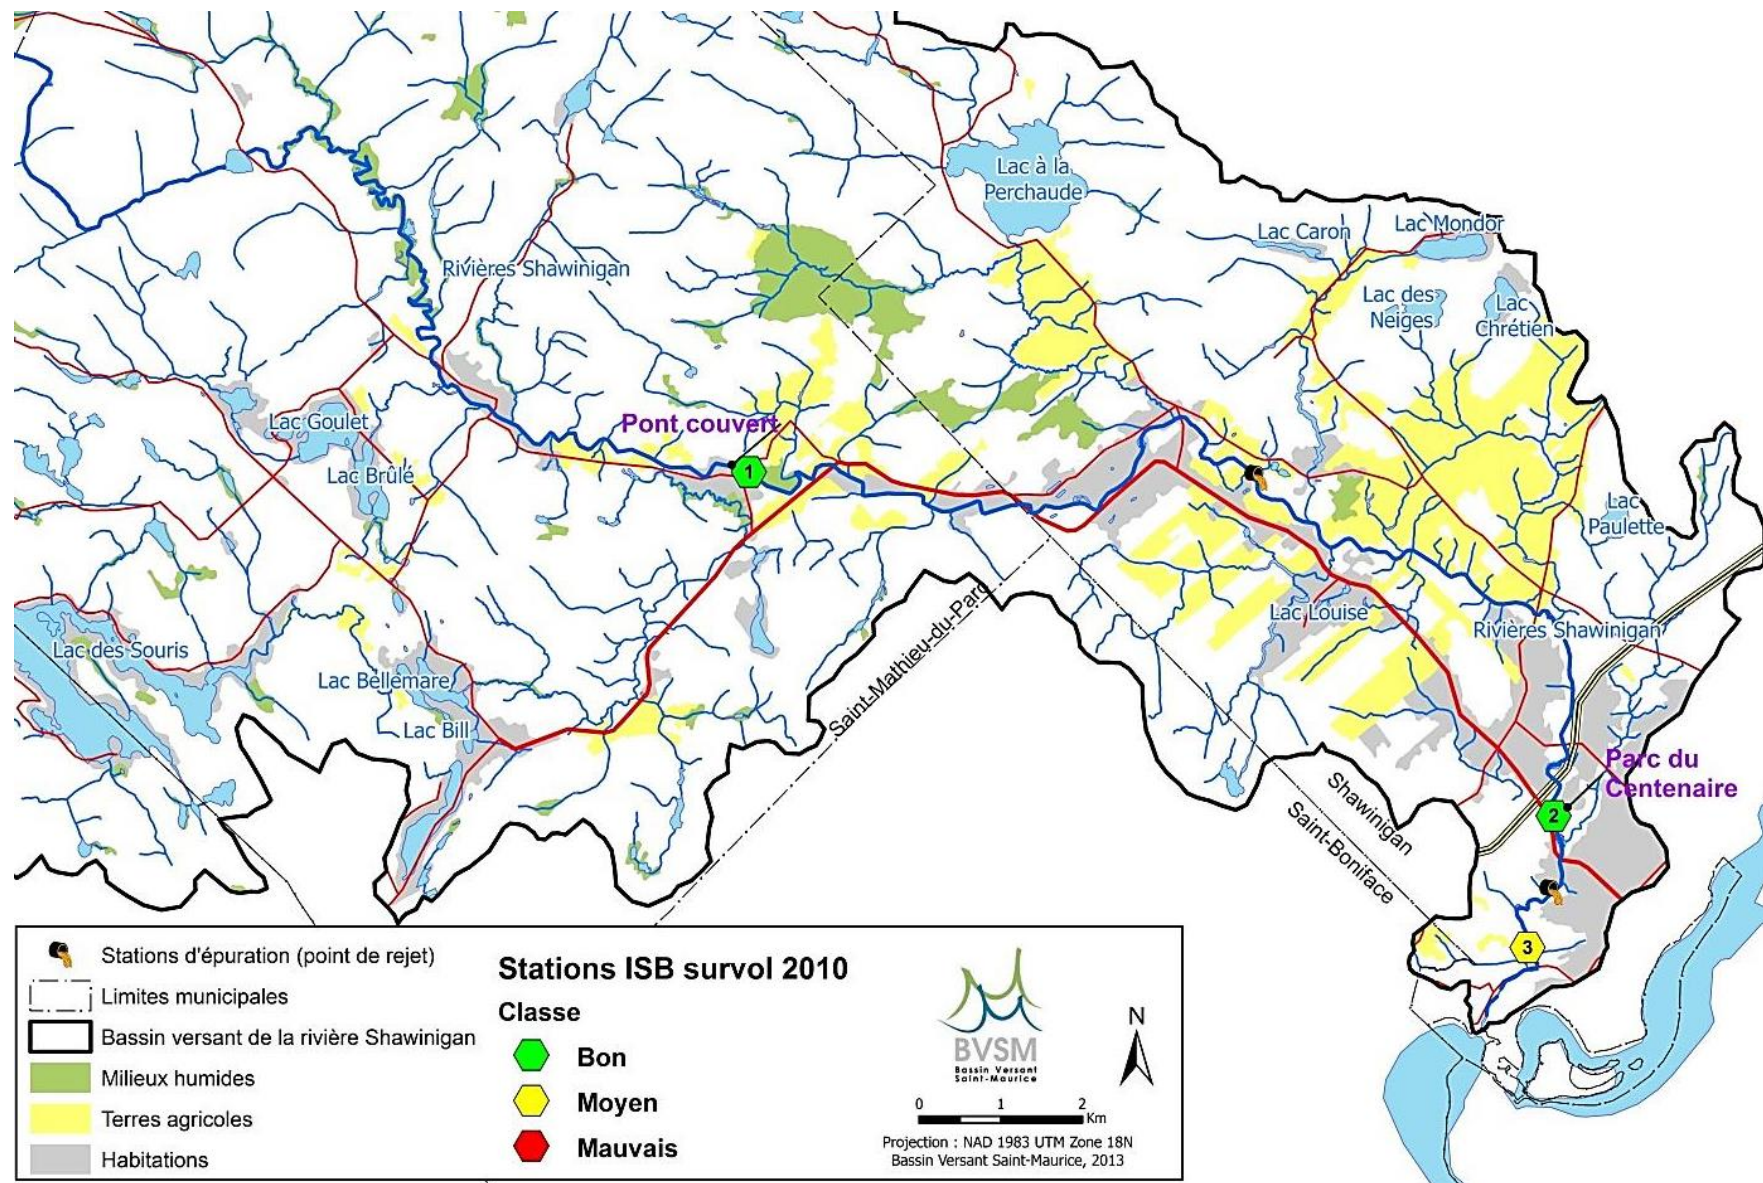 Lac à la
Perchaude
Lac Caron
Lac Mondor
Rivières Shawinigan
Lac des
Neiges
Lac
Chrétien
Lac Goulet
Pont couvert
1
Lac Brûlé
Lac
Paulette
Lac Louise
Rivières Shawinigan
Lac des Souris
Saint-Mathieu-du-Parc
Lac Bellemare
Lac Bill
Parc du
Centenaire
Shawinigan
Saint-Boniface
2
3
Stations d'épuration (point de rejet)
Limites municipales
Bassin versant de la rivière Shawinigan
Milieux humides
Terres agricoles
Habitations
Stations ISB survol 2010
Classe
Bon
Moyen
Mauvais
BVSM
Bassin Versant
Saint-Maurice
N
0 1 2
Km
Projection : NAD 1983 UTM Zone 18N
Bassin Versant Saint-Maurice, 2013